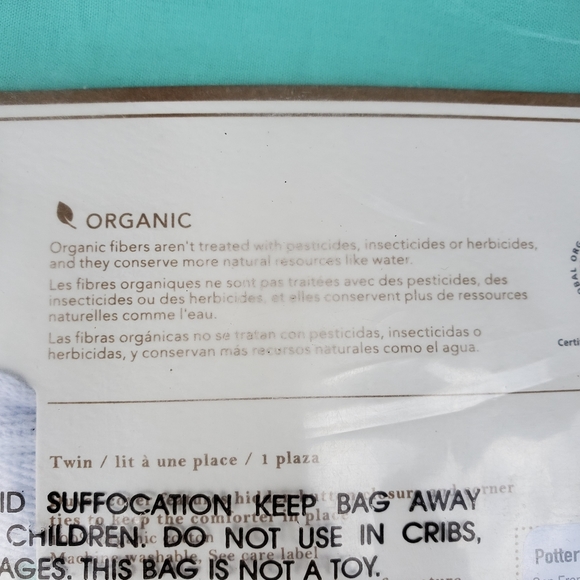 ORGANIC
Organic fibers aren't treated with pesticides, insecticides or herbicides,
and they conserve more natural resources like water.
Les fibres organiques ne sont pas traitées avec des pesticides, des
insecticides ou des herbicides, et elles conservent plus de ressources
naturelles comme l'eau.
Las fibras orgánicas no se tratan con pesticidas, insecticidas o
herbicidas, y conservan más recursos naturales como el agua.
Certi
Twin / lit à une place / 1 plaza
corner
ties to keep the comforter in place
Machine washable. See care label
ID SUFFOCATION KEEP BAG AWAY
CHILDREN. DO NOT USE IN CRIBS,
AGES. THIS BAG IS NOT A TOY.
Potter